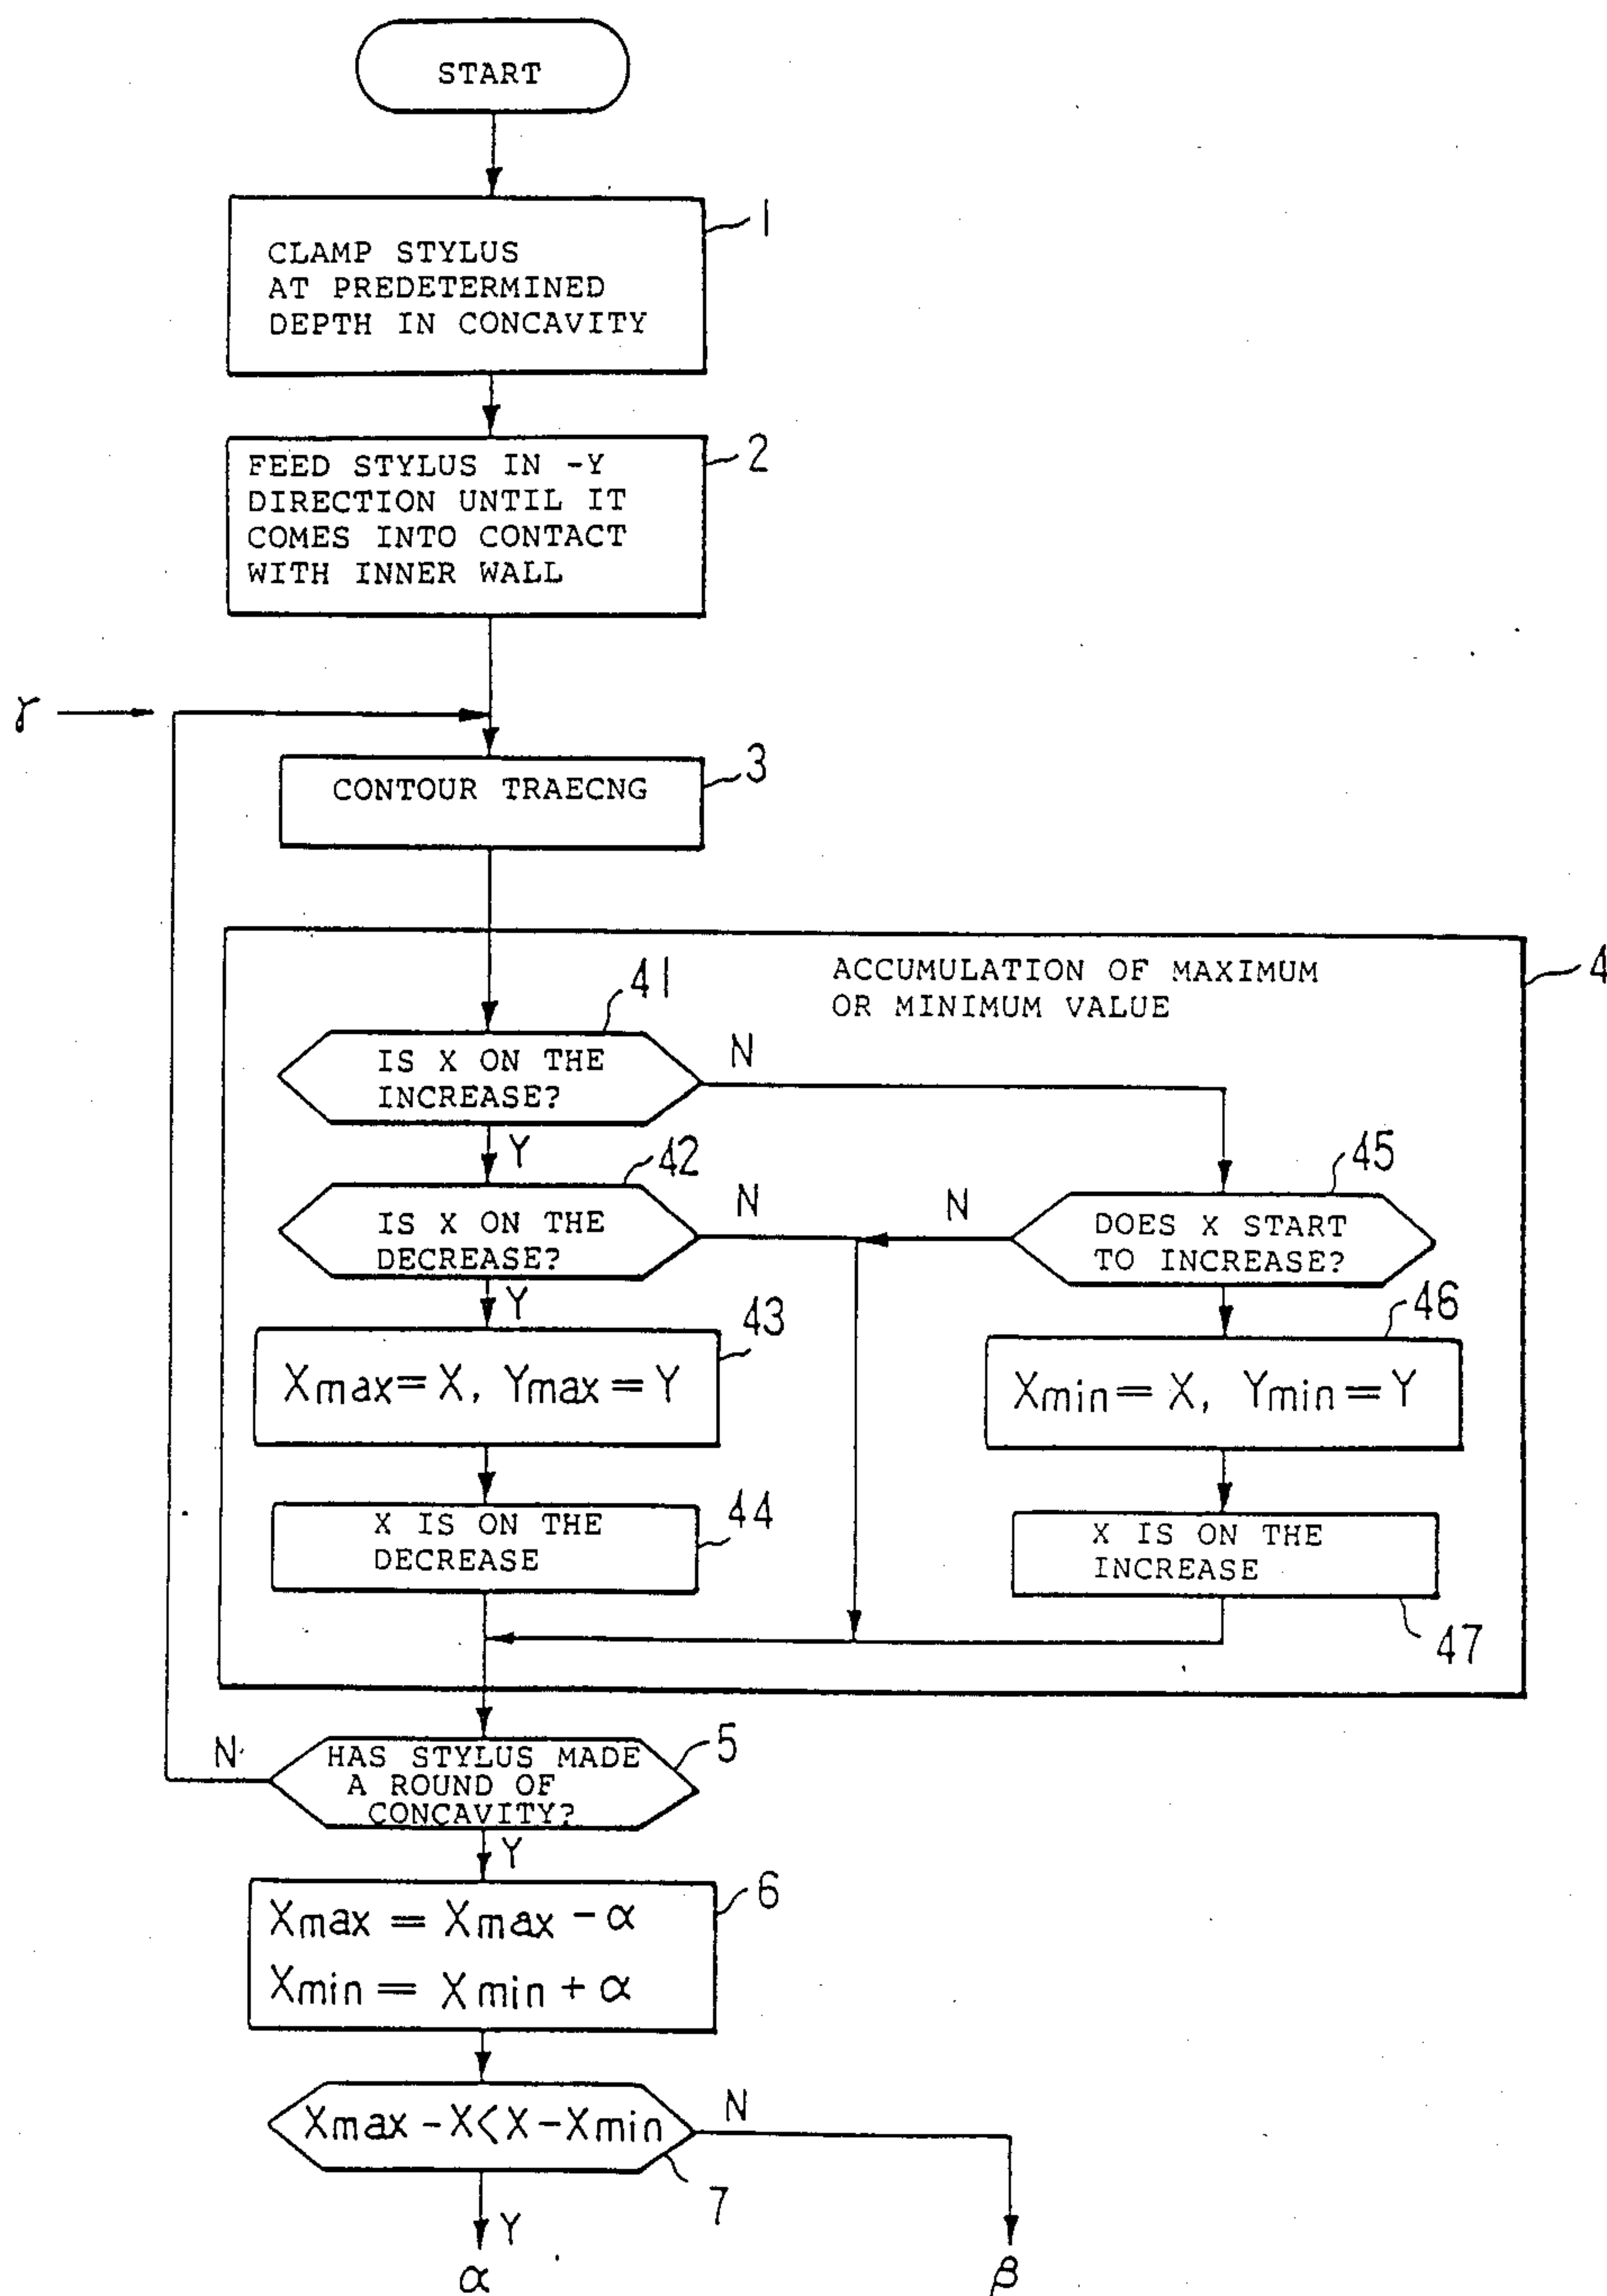 START
1
CLAMP STYLUS
AT PREDETERMINED
DEPTH IN CONCAVITY
2
FEED STYLUS IN -Y
DIRECTION UNTIL IT
COMES INTO CONTACT
WITH INNER WALL
γ
3
CONTOUR TRAECNG
4
ACCUMULATION OF MAXIMUM
OR MINIMUM VALUE
41
IS X ON THE
INCREASE?
N
Y
42
IS X ON THE
DECREASE?
N
N
45
DOES X START
TO INCREASE?
Y
43
Xmax = X, Ymax = Y
46
Xmin = X, Ymin = Y
44
X IS ON THE
DECREASE
X IS ON THE
INCREASE
47
N
5
HAS STYLUS MADE
A ROUND OF
CONCAVITY?
Y
6
Xmax = Xmax - α
Xmin = Xmin + α
Xmax - X < X - Xmin
N
7
Y
α
β